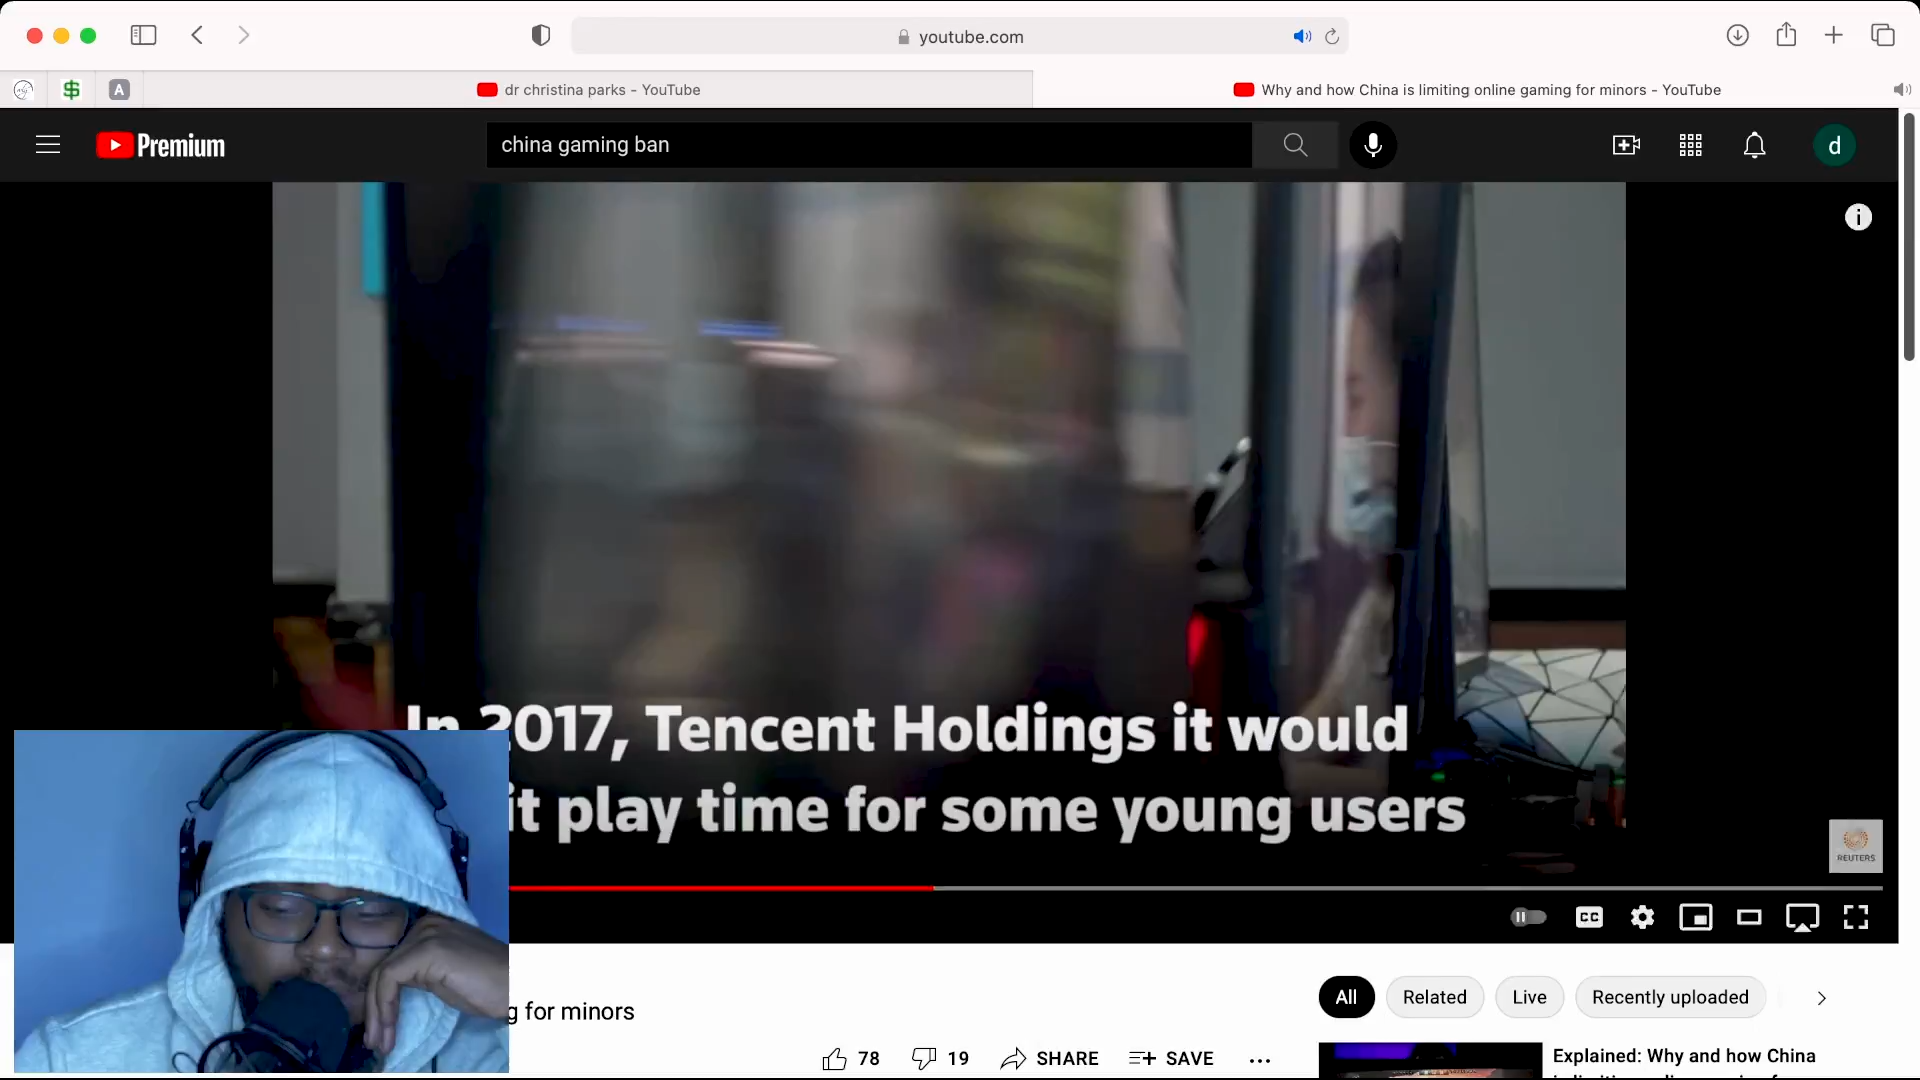 youtube.com
A
dr christina parks - YouTube
Why and how China is limiting online gaming for minors - YouTube
Premium
china gaming ban
d
In 2017, Tencent Holdings it would
it play time for some young users
REUTERS
CC
g for minors
78
19
SHARE
SAVE
All
Related
Live
Recently uploaded
Explained: Why and how China